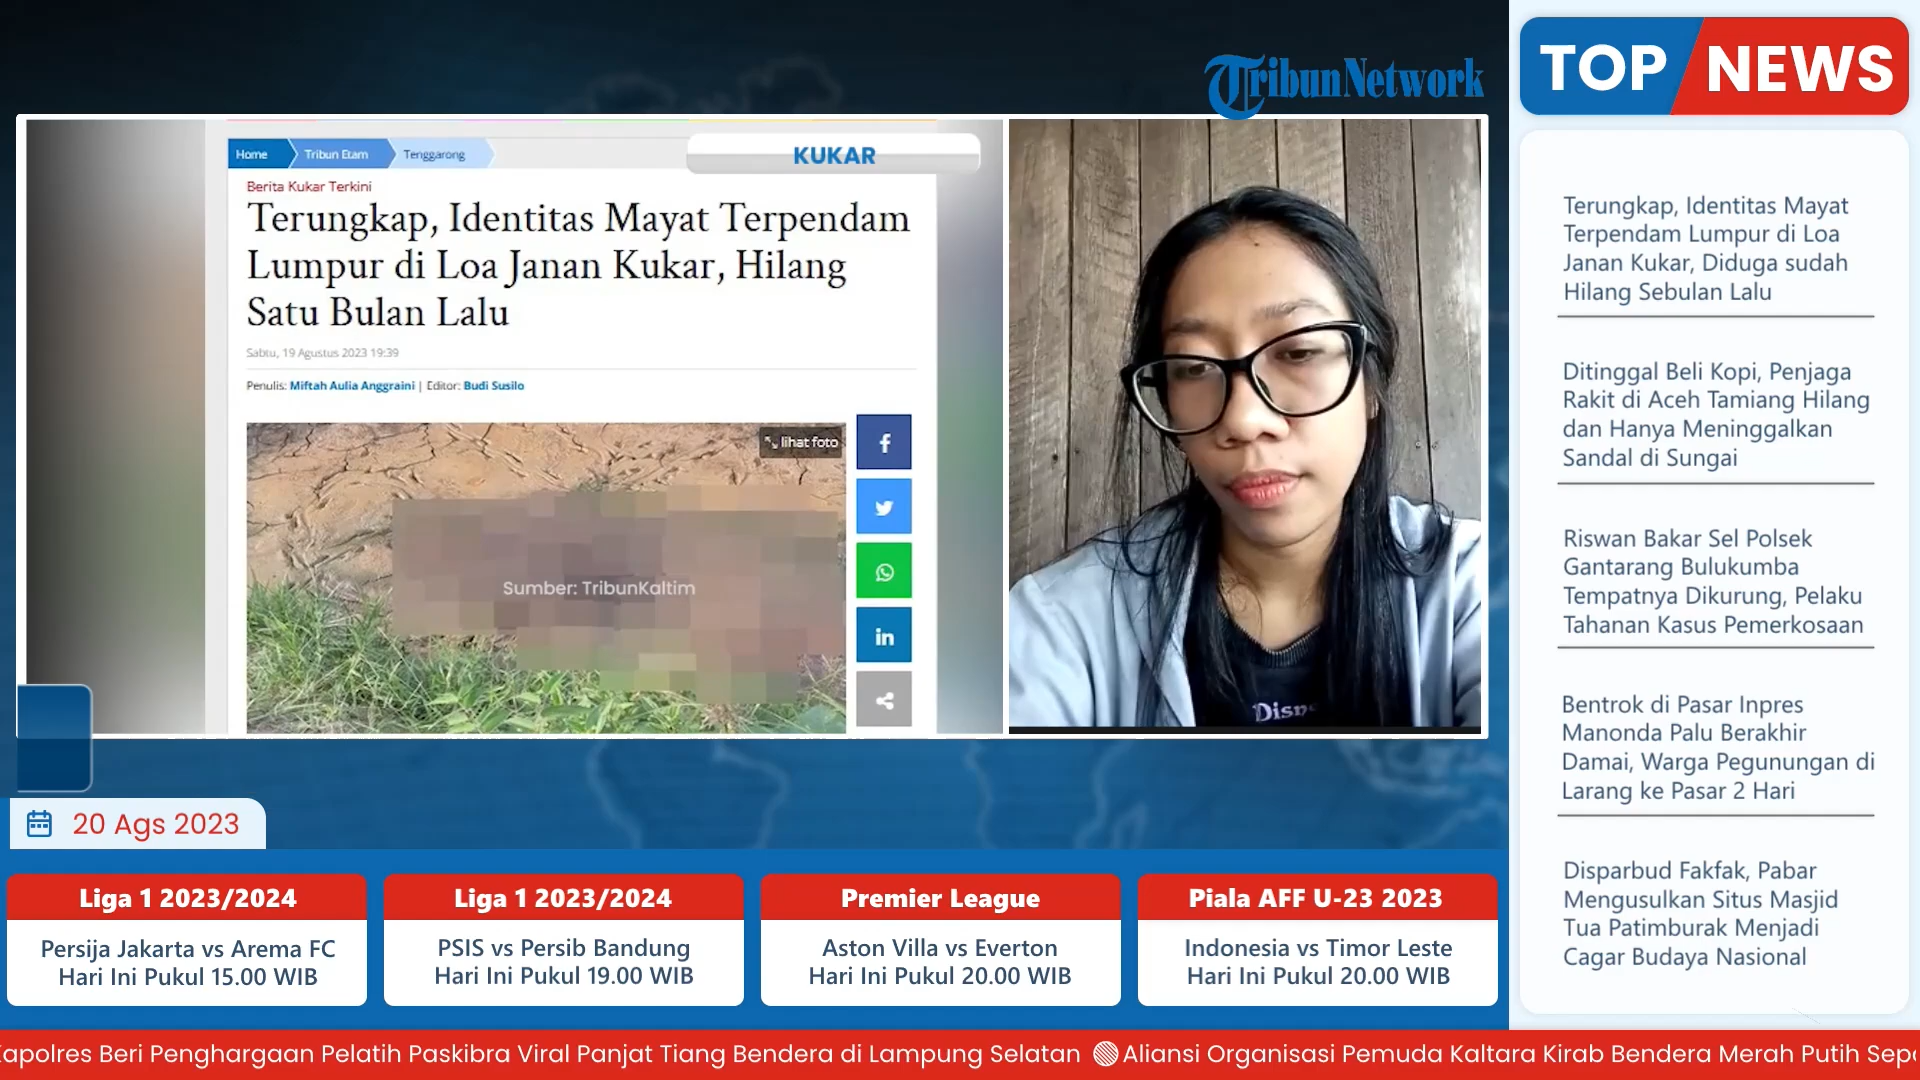 TribunNetwork
TOP NEWS
Home
Tribun Etam
Tenggarong
KUKAR
Berita Kukar Terkini
Terungkap, Identitas Mayat Terpendam
Lumpur di Loa Janan Kukar, Hilang
Satu Bulan Lalu
Sabtu, 19 Agustus 2023 19:39
Penulis: Miftah Aulia Anggraini | Editor: Budi Susilo
lihat foto
Sumber: TribunKaltim
f
in
Terungkap, Identitas Mayat
Terpendam Lumpur di Loa
Janan Kukar, Diduga sudah
Hilang Sebulan Lalu
Ditinggal Beli Kopi, Penjaga
Rakit di Aceh Tamiang Hilang
dan Hanya Meninggalkan
Sandal di Sungai
Riswan Bakar Sel Polsek
Gantarang Bulukumba
Tempatnya Dikurung, Pelaku
Tahanan Kasus Pemerkosaan
Bentrok di Pasar Inpres
Manonda Palu Berakhir
Damai, Warga Pegunungan di
Larang ke Pasar 2 Hari
Disparbud Fakfak, Pabar
Mengusulkan Situs Masjid
Tua Patimburak Menjadi
Cagar Budaya Nasional
20 Ags 2023
Liga 1 2023/2024
Persija Jakarta vs Arema FC
Hari Ini Pukul 15.00 WIB
Liga 1 2023/2024
PSIS vs Persib Bandung
Hari Ini Pukul 19.00 WIB
Premier League
Aston Villa vs Everton
Hari Ini Pukul 20.00 WIB
Piala AFF U-23 2023
Indonesia vs Timor Leste
Hari Ini Pukul 20.00 WIB
apolres Beri Penghargaan Pelatih Paskibra Viral Panjat Tiang Bendera di Lampung Selatan Aliansi Organisasi Pemuda Kaltara Kirab Bendera Merah Putih Sep